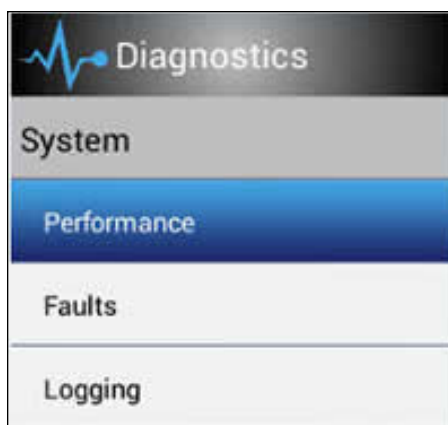 Diagnostics
System
Performance
Faults
Logging